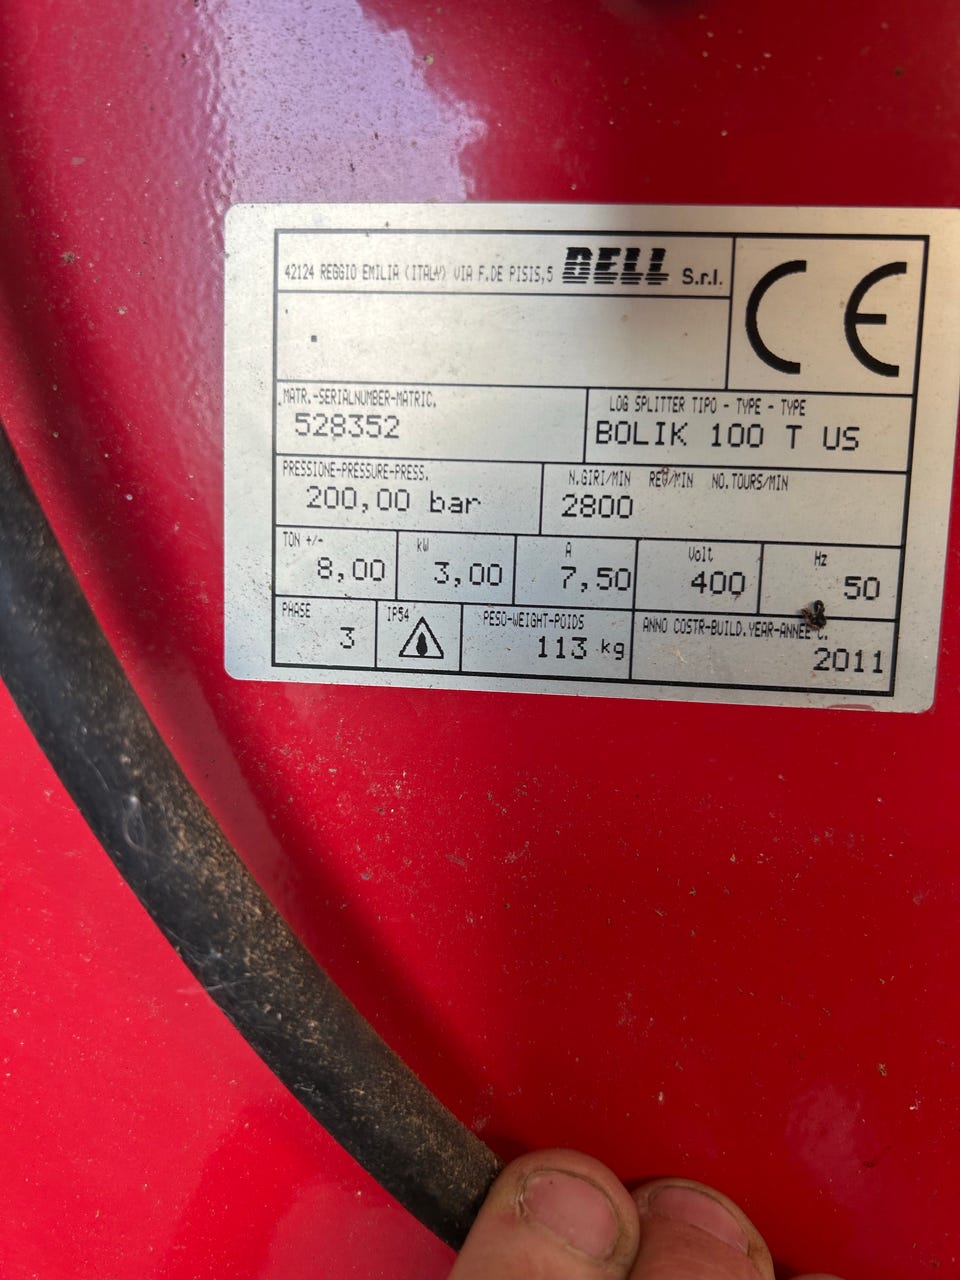 42124 REGGIO EMILIA (ITALY) VIA F.DE PISIS,5 BELL S.r.l.
CE
MATR.-SERIALNUMBER-MATRIC.
528352
LOG SPLITTER TIPO - TYPE - TYPE
BOLIK 100 T US
PRESSIONE-PRESSURE-PRESS.
200,00 bar
N.GIRI/MIN REV/MIN NO.TOURS/MIN
2800
TON +/-
8,00
kW
3,00
A
7,50
Volt
400
Hz
50
PHASE
3
IP54
PESO-WEIGHT-POIDS
113 kg
ANNO COSTR-BUILD.YEAR-ANNEE C.
2011